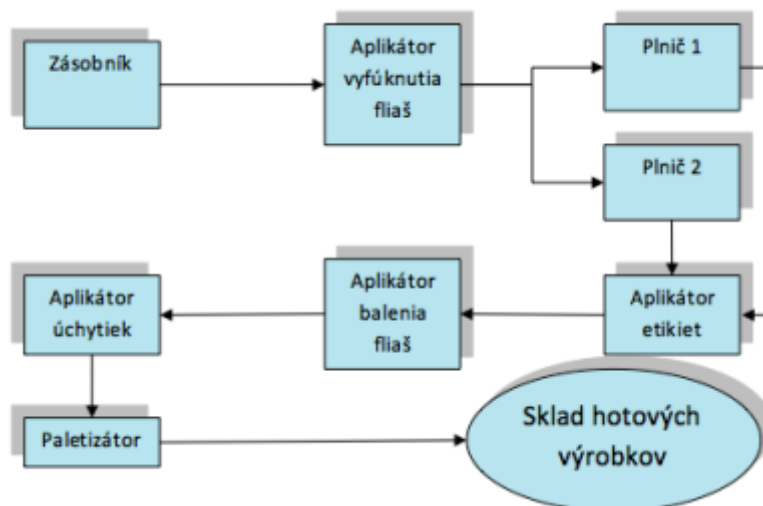 Zásobník
Aplikátor
vyfúknutia
fliaš
Plnič 1
Plnič 2
Aplikátor
etikiet
Aplikátor
balenia
fliaš
Aplikátor
úchytiek
Paletizátor
Sklad hotových
výrobkov